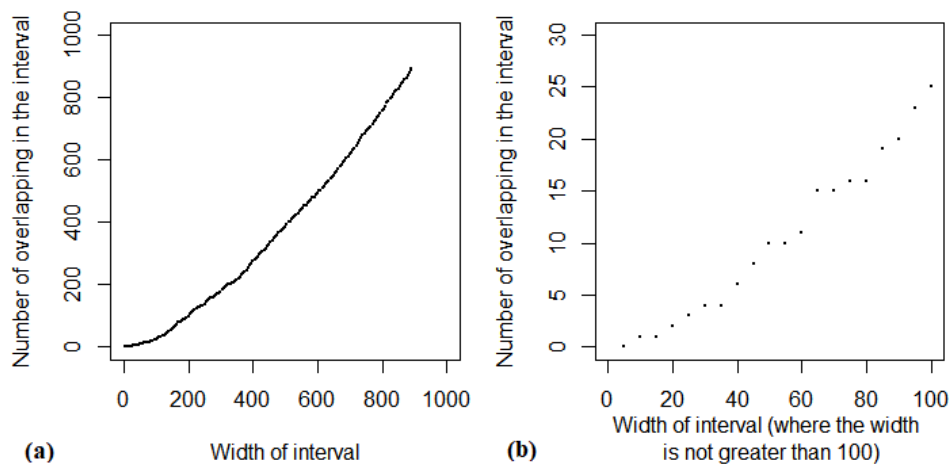 Number of overlapping in the interval
1000
800
600
400
200
0
0 200 400 600 800 1000
(a) Width of interval
Number of overlapping in the interval
30
25
20
15
10
5
0
0 20 40 60 80 100
(b) Width of interval (where the width
is not greater than 100)